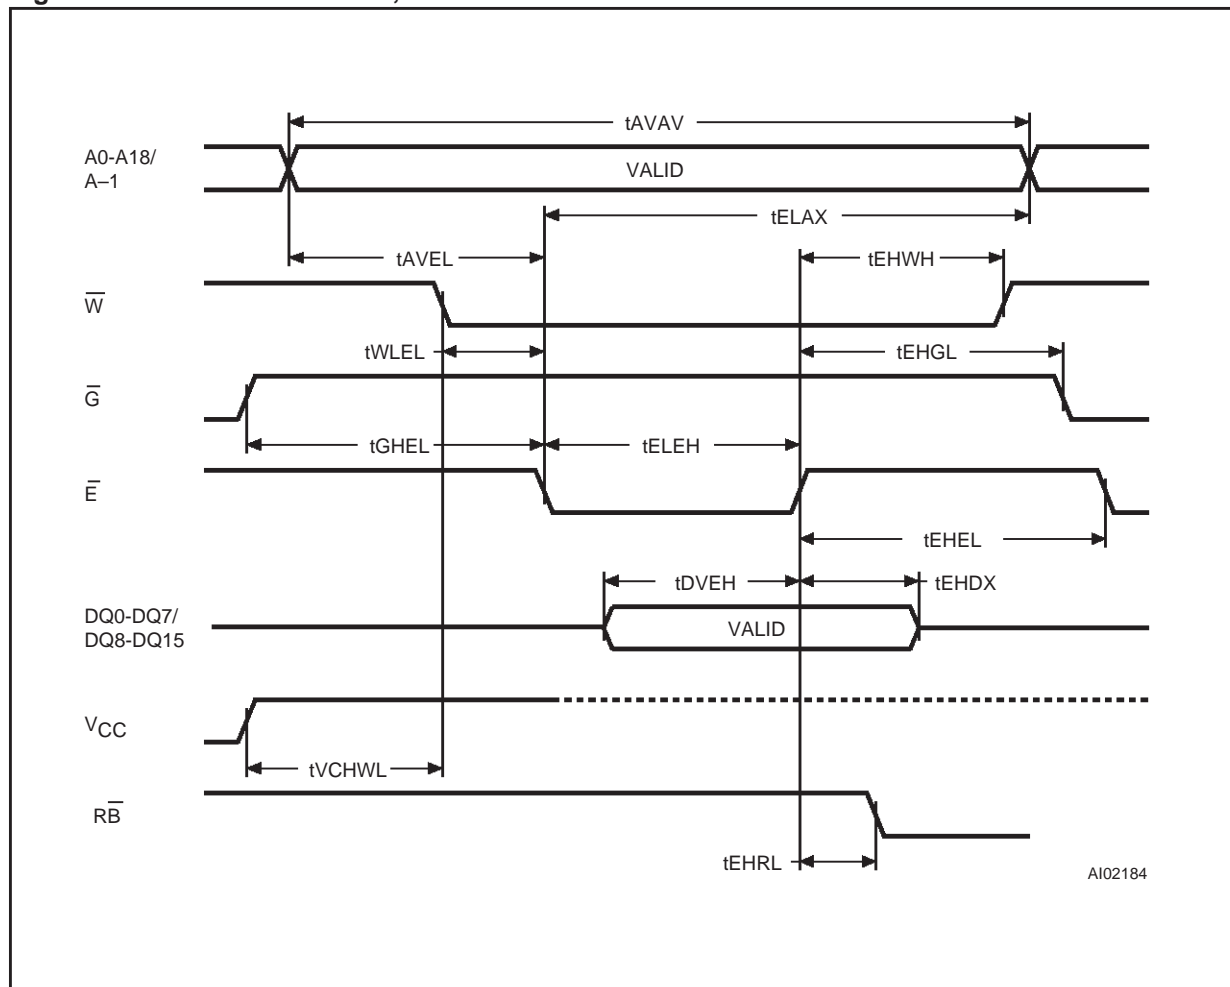 tAVAV
A0-A18/
A–1
VALID
tELAX
tAVEL
tEHWH
W̅
tWLEL
tEHGL
G̅
tGHEL
tELEH
E̅
tEHEL
tDVEH
tEHDX
DQ0-DQ7/
DQ8-DQ15
VALID
VCC
tVCHWL
RB̅
tEHRL
AI02184